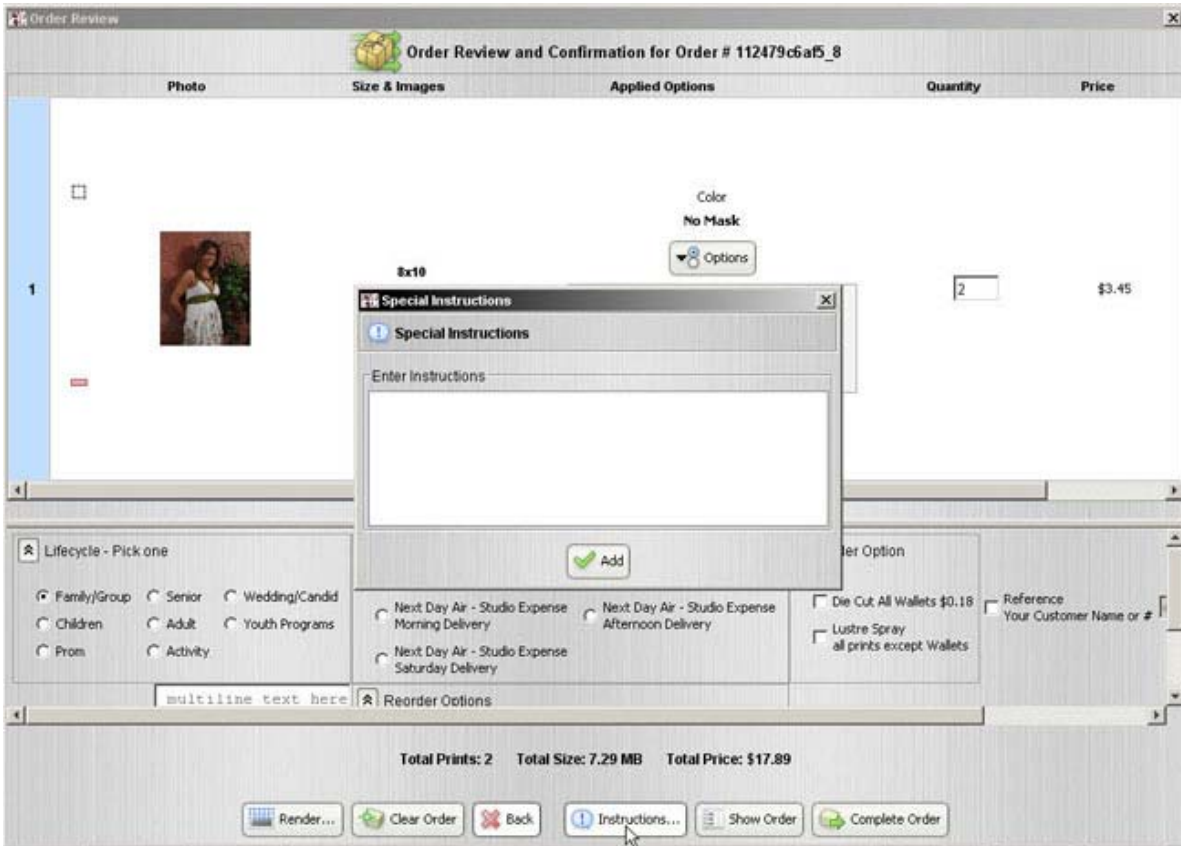 Order Review
Order Review and Confirmation for Order # 112479c6af5_8
Photo Size & Images Applied Options Quantity Price
Color
No Mask
Options
8x10
1
2
$3.45
Special Instructions
Special Instructions
Enter Instructions
Add
Lifecycle - Pick one
Family/Group Senior Wedding/Candid
Children Adult Youth Programs
Prom Activity
Next Day Air - Studio Expense
Morning Delivery
Next Day Air - Studio Expense
Afternoon Delivery
Next Day Air - Studio Expense
Saturday Delivery
Option
Die Cut All Wallets $0.18
Lustre Spray
all prints except Wallets
Reference
Your Customer Name or #
multiline text here
Reorder Options
Total Prints: 2 Total Size: 7.29 MB Total Price: $17.89
Render... Clear Order Back Instructions... Show Order Complete Order